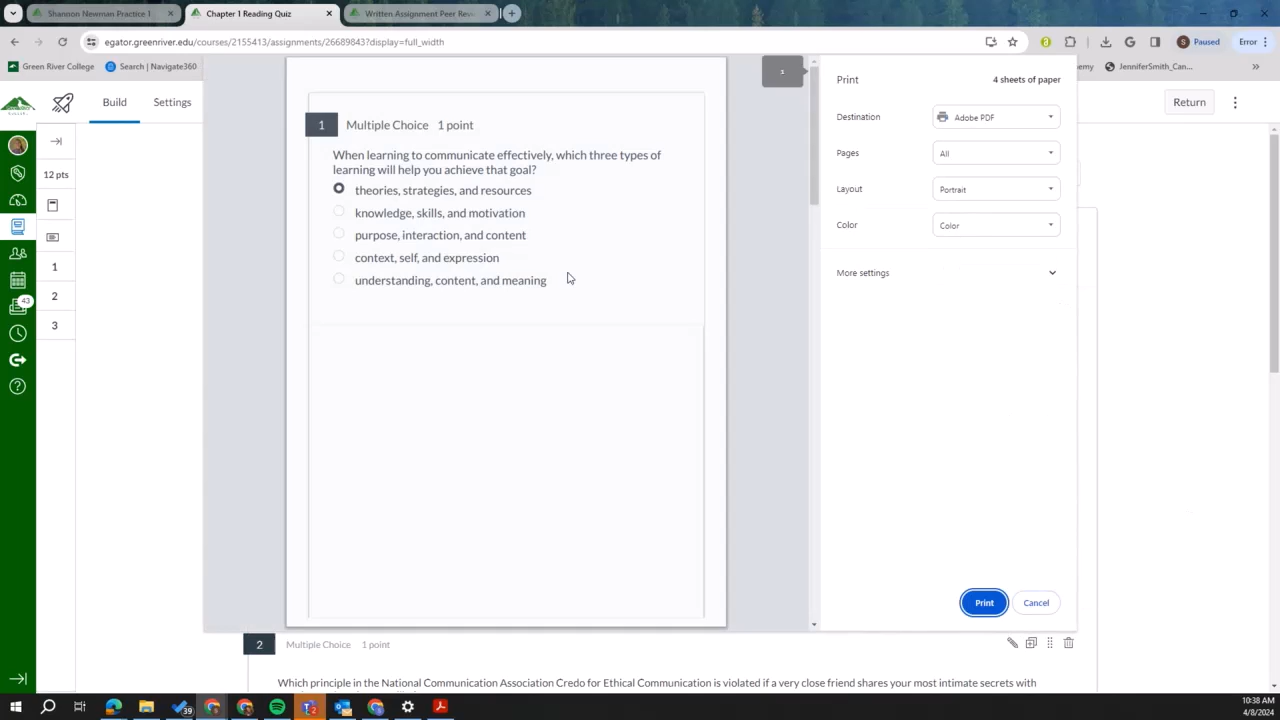 Shannon Newman Practice 1
Chapter 1 Reading Quiz
Written Assignment Peer Rev
egator.greenriver.edu/courses/2155413/assignments/26689843?display=full_width
Paused
Error
Green River College
Search | Navigate360
emy
JenniferSmith_Can...
Build
Settings
Return
12 pts
1
2
3
43
1
1
Multiple Choice 1 point
When learning to communicate effectively, which three types of
learning will help you achieve that goal?
theories, strategies, and resources
knowledge, skills, and motivation
purpose, interaction, and content
context, self, and expression
understanding, content, and meaning
Print
4 sheets of paper
Destination
Adobe PDF
Pages
All
Layout
Portrait
Color
Color
More settings
Print
Cancel
2
Multiple Choice 1 point
Which principle in the National Communication Association Credo for Ethical Communication is violated if a very close friend shares your most intimate secrets with
39
2
10:38 AM
4/8/2024